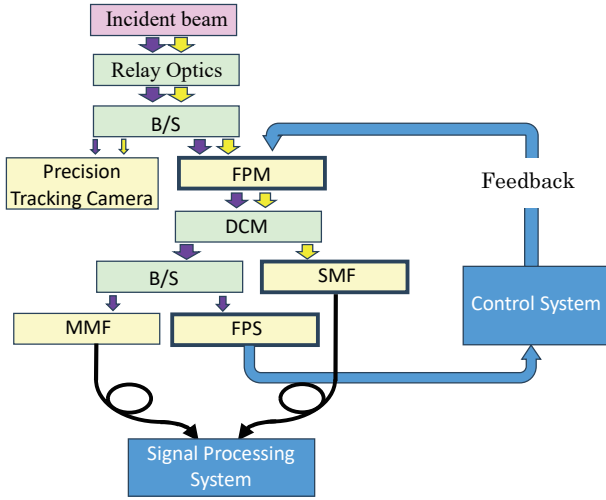 Incident beam
Relay Optics
B/S
Precision
Tracking Camera
FPM
Feedback
DCM
B/S
SMF
Control System
MMF
FPS
Signal Processing
System